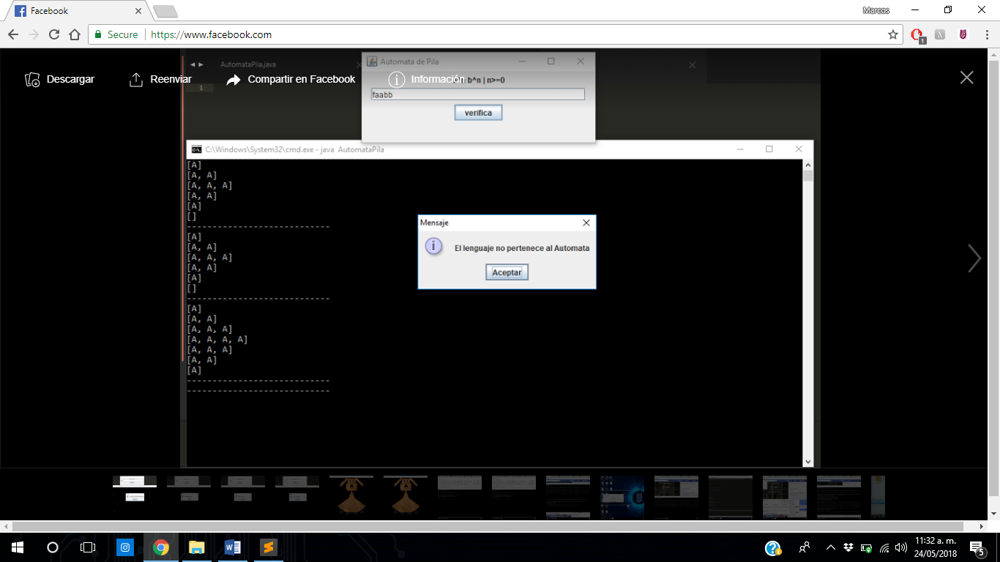 Facebook
Marcos
Secure https://www.facebook.com
1
AutomataPila.java
Automata de Pila
Descargar
Reenviar
Compartir en Facebook
Información
b^n | n>=0
1
faabb
verifica
C:\Windows\System32\cmd.exe - java AutomataPila
[A]
[A, A]
[A, A, A]
[A, A]
[A]
[]
----------------------------
[A]
[A, A]
[A, A, A]
[A, A]
[A]
[]
----------------------------
[A]
[A, A]
[A, A, A]
[A, A, A, A]
[A, A, A]
[A, A]
[A]
----------------------------
----------------------------
Mensaje
El lenguaje no pertenece al Automata
Aceptar
11:32 a. m.
24/05/2018
5